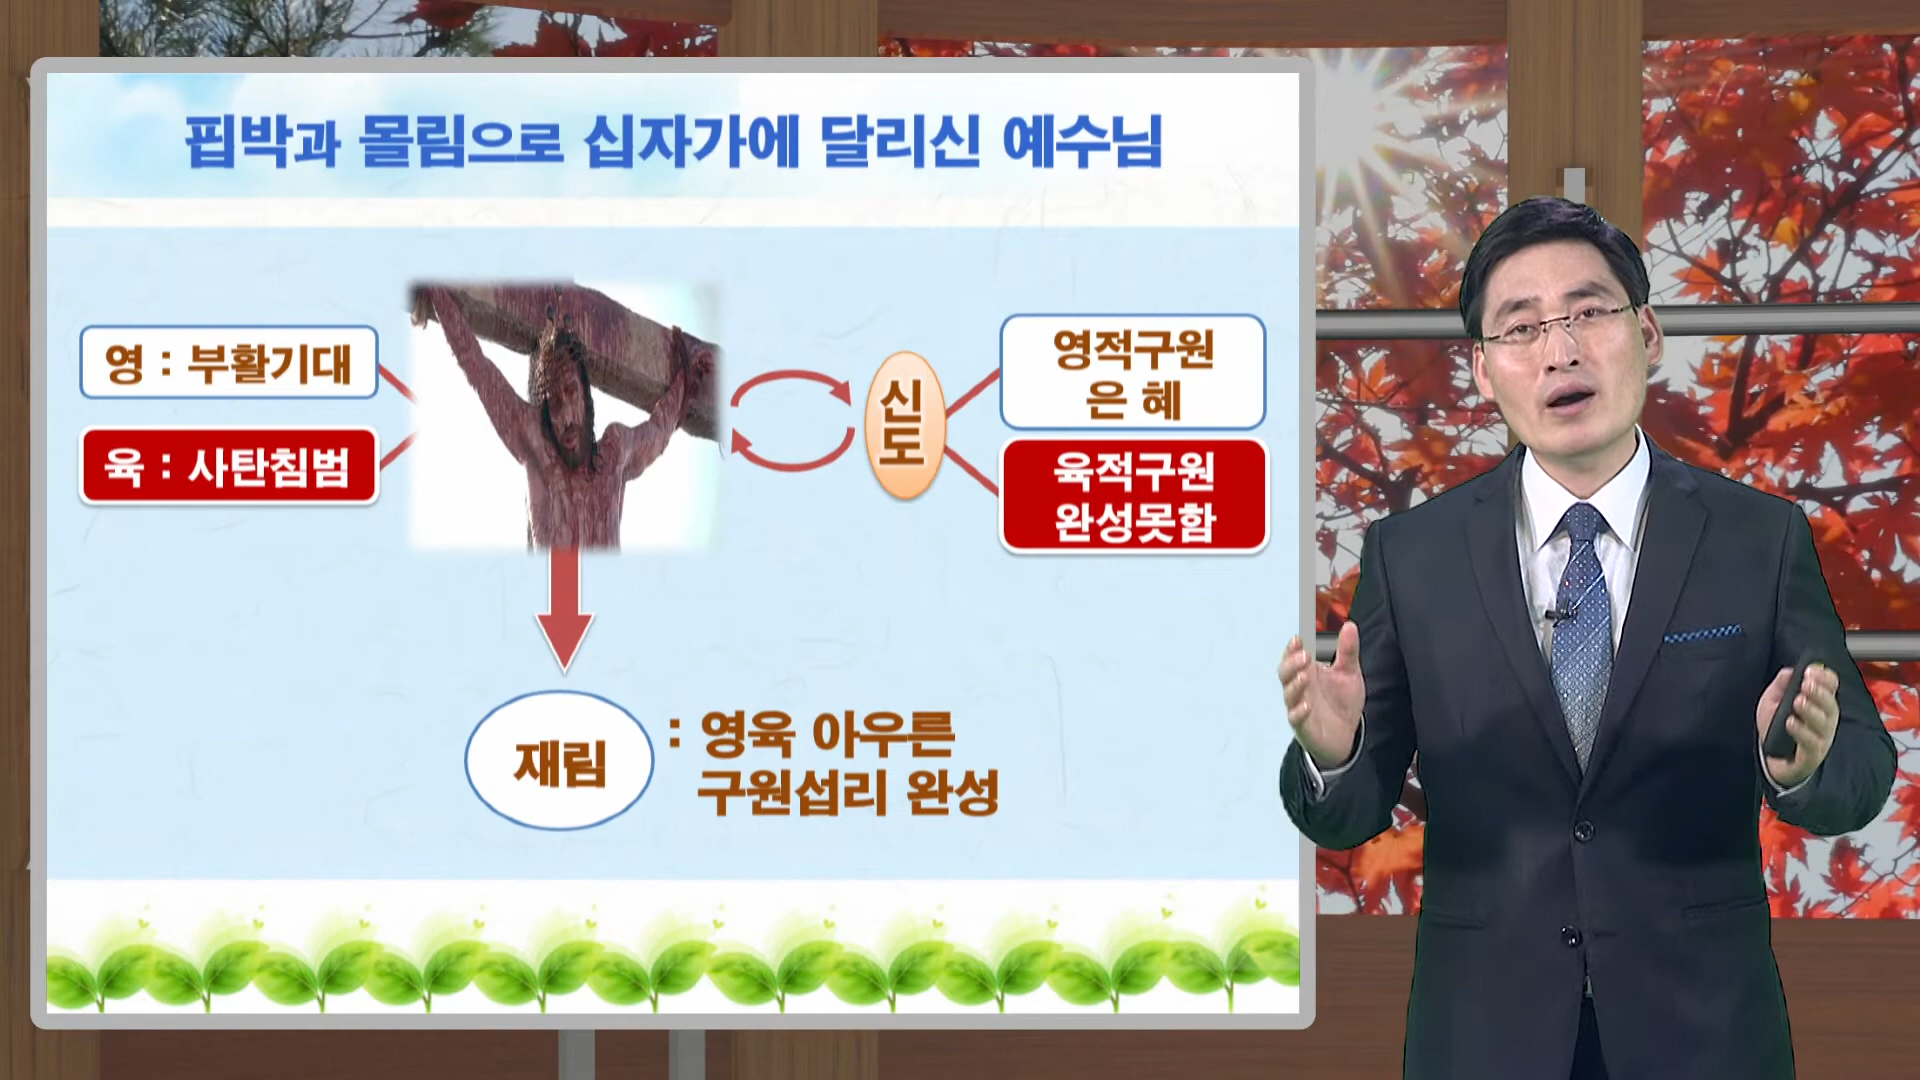 핍박과 몰림으로 십자가에 달리신 예수님
영 : 부활기대
육 : 사탄침범
신
도
영적구원
은 혜
육적구원
완성못함
재림
: 영육 아우른
구원섭리 완성